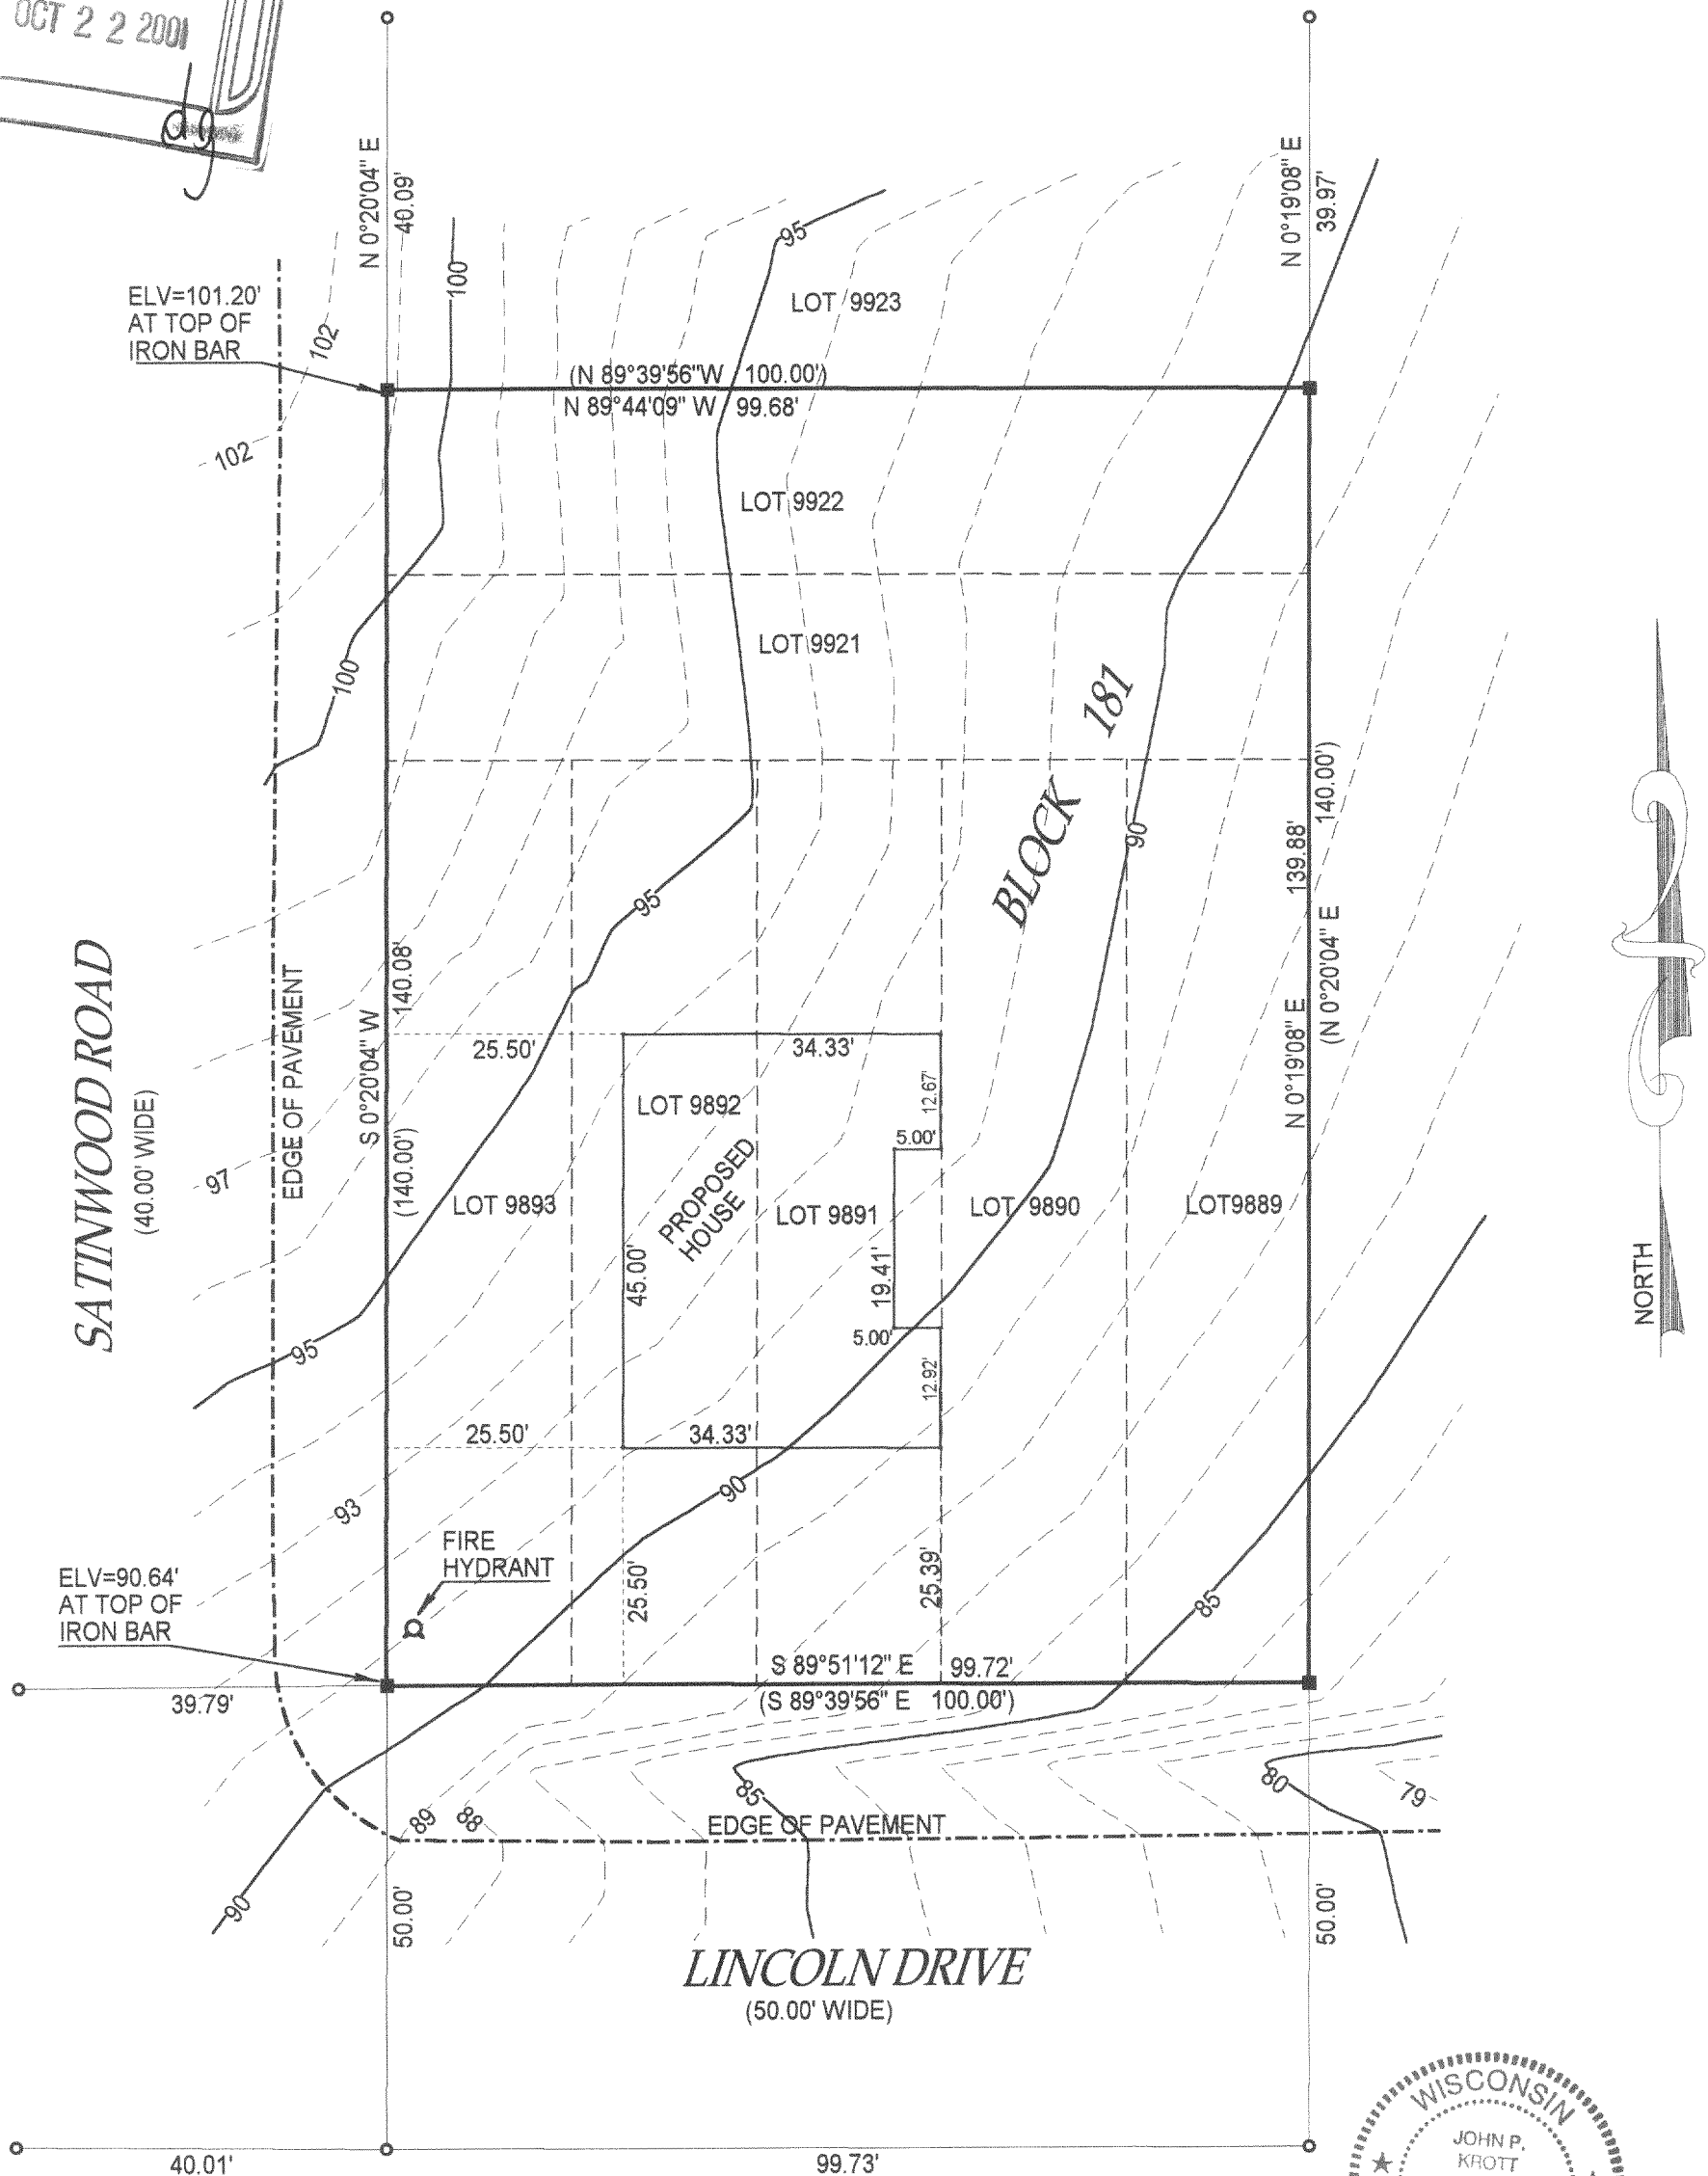 OCT 2 2 2001
N 0°20'04" E
40.09'
N 0°19'08" E
39.97'
95
100
ELV=101.20'
AT TOP OF
IRON BAR
102
LOT 9923
(N 89°39'56"W 100.00')
N 89°44'09" W 99.68'
102
LOT 9922
LOT 9921
100
BLOCK 181
140.00')
139.88'
90
95
(N 0°20'04" E
N 0°19'08" E
SATINWOOD ROAD
(40.00' WIDE)
EDGE OF PAVEMENT
140.08'
S 0°20'04" W
(140.00')
25.50'
34.33'
12.67'
LOT 9892
5.00'
PROPOSED
HOUSE
97
LOT 9893
LOT 9891
LOT 9890
LOT9889
45.00'
19.41'
NORTH
5.00'
95
12.92'
25.50'
34.33'
90
93
FIRE
HYDRANT
ELV=90.64'
AT TOP OF
IRON BAR
25.50'
25.39'
85
S 89°51'12" E 99.72'
(S 89°39'56" E 100.00')
39.79'
85
80
79
89
88
EDGE OF PAVEMENT
90
50.00'
50.00'
LINCOLN DRIVE
(50.00' WIDE)
WISCONSIN
JOHN P.
KROTT
40.01'
99.73'